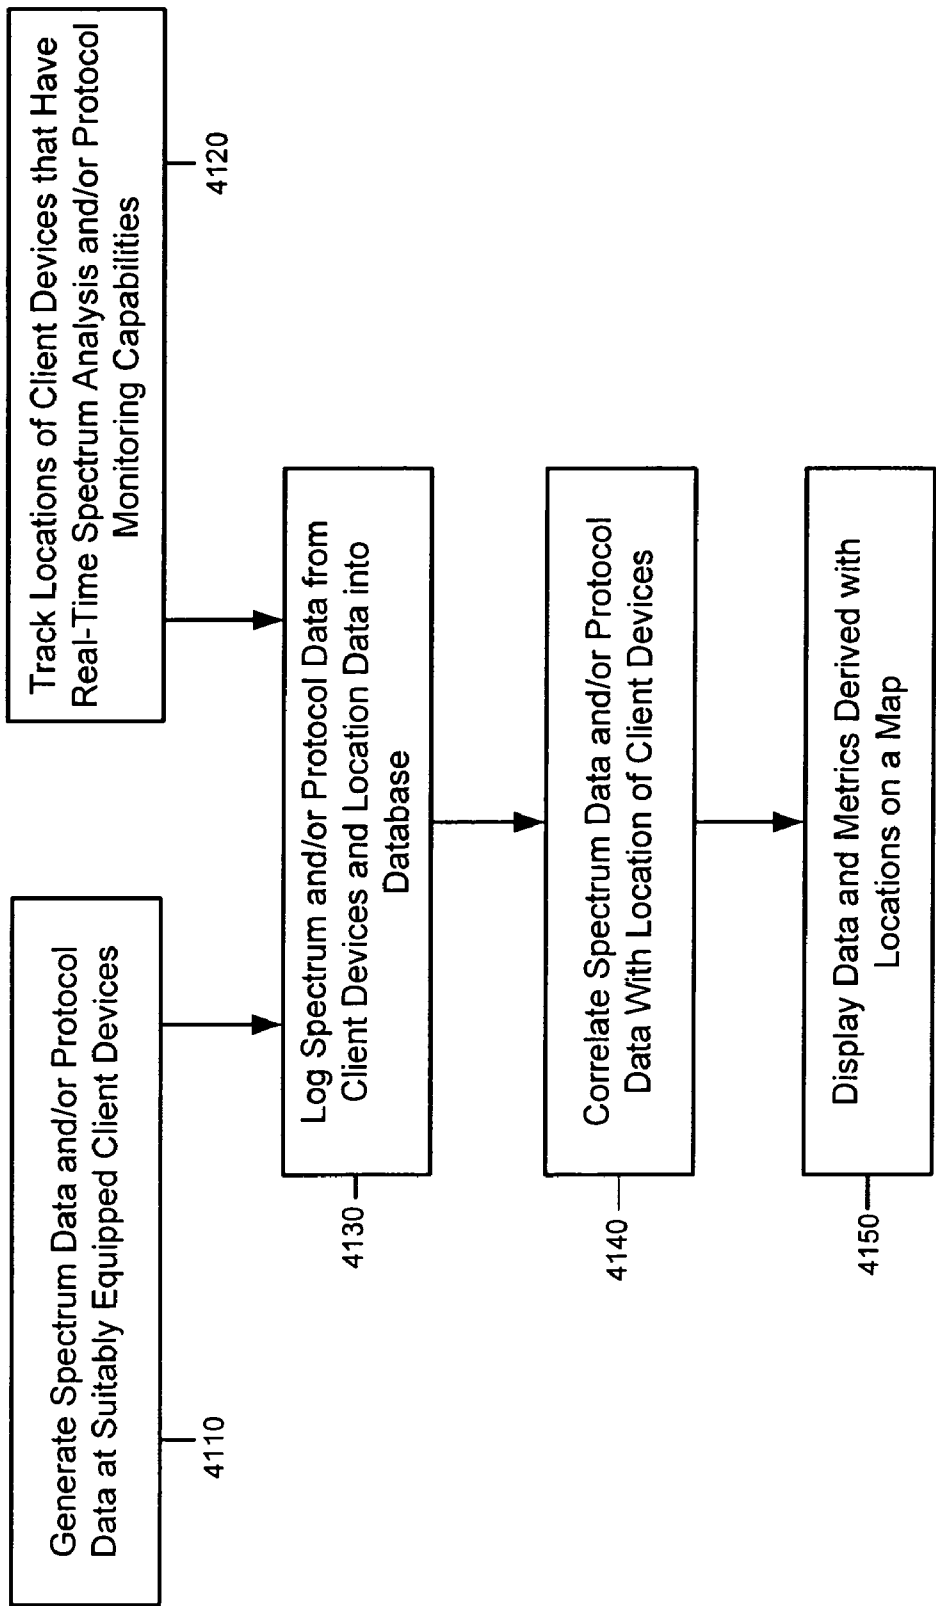 Generate Spectrum Data and/or Protocol
Data at Suitably Equipped Client Devices
4110
Track Locations of Client Devices that Have
Real-Time Spectrum Analysis and/or Protocol
Monitoring Capabilities
4120
Log Spectrum and/or Protocol Data from
Client Devices and Location Data into
Database
4130
Correlate Spectrum Data and/or Protocol
Data With Location of Client Devices
4140
Display Data and Metrics Derived with
Locations on a Map
4150